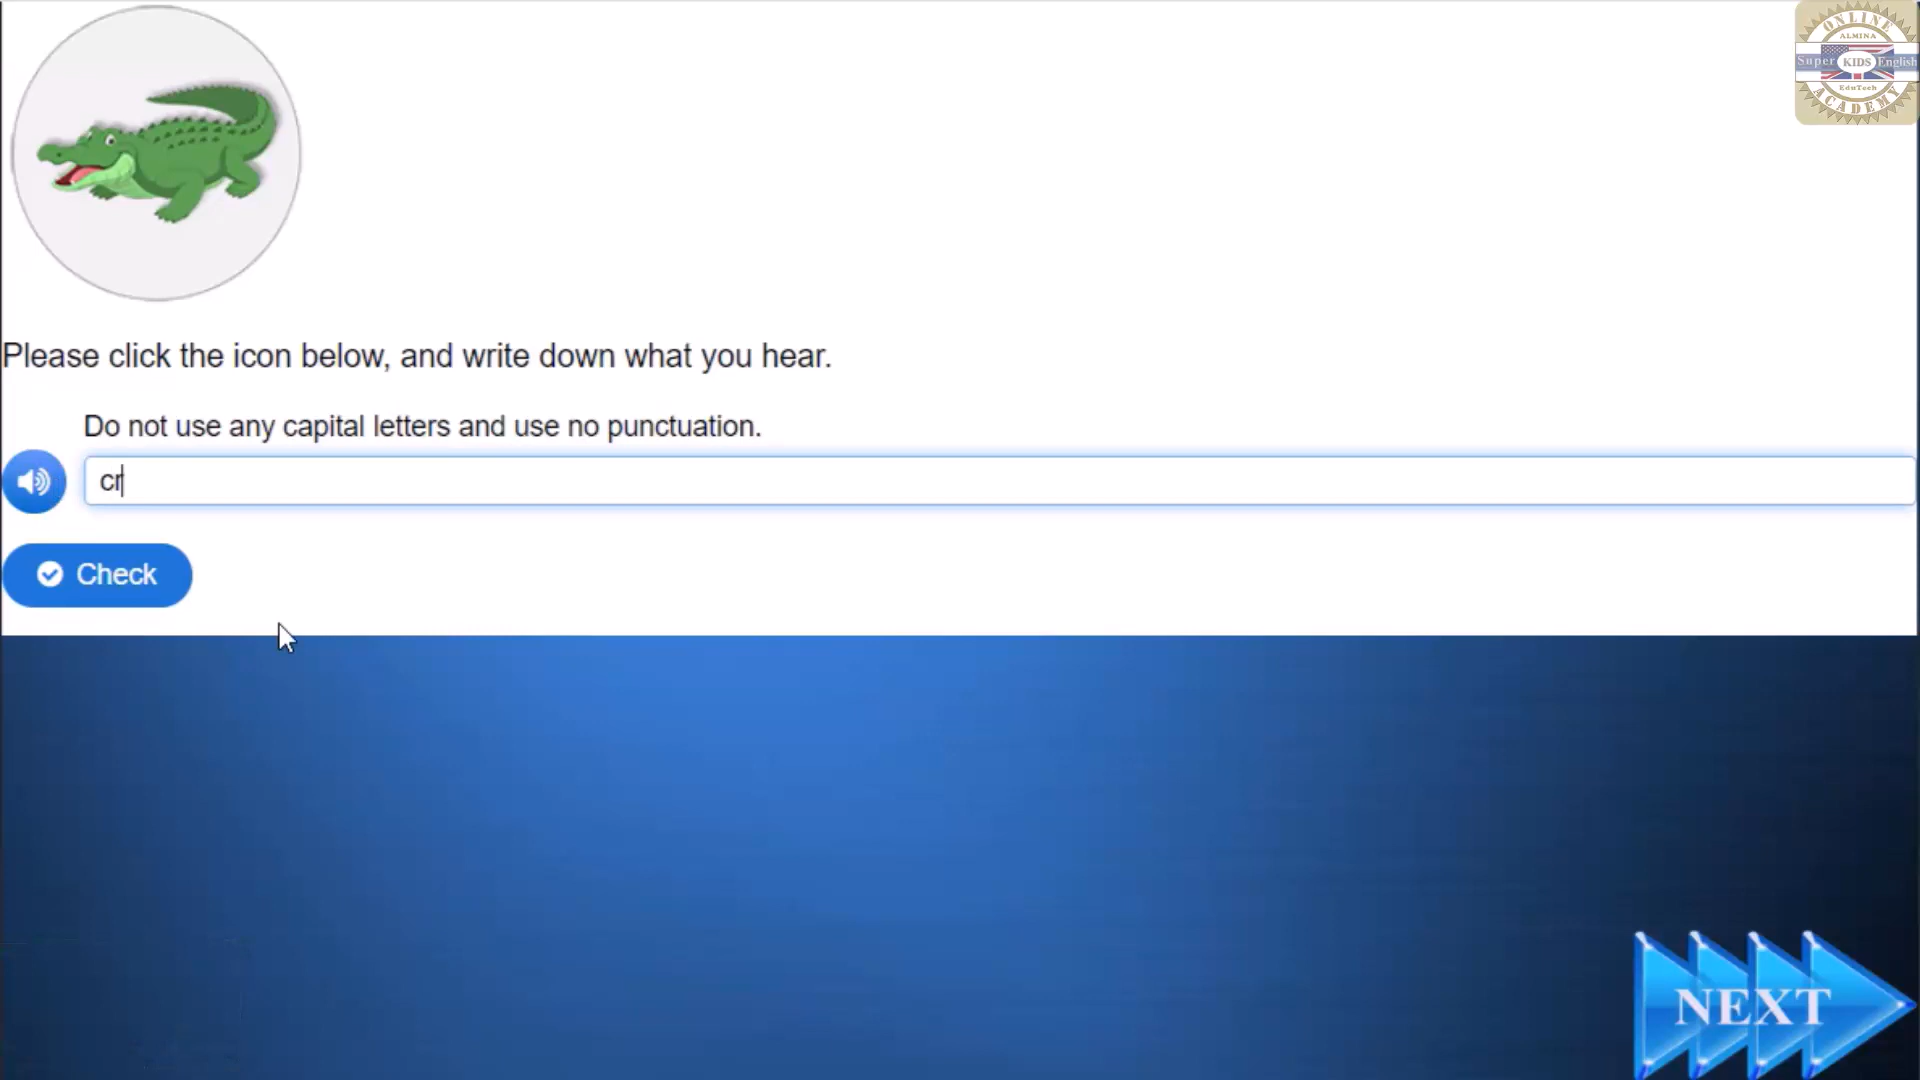 ONLINE
ALMINA
Super KIDS English
EduTech
ACADEMY
Please click the icon below, and write down what you hear.
Do not use any capital letters and use no punctuation.
cr
Check
NEXT